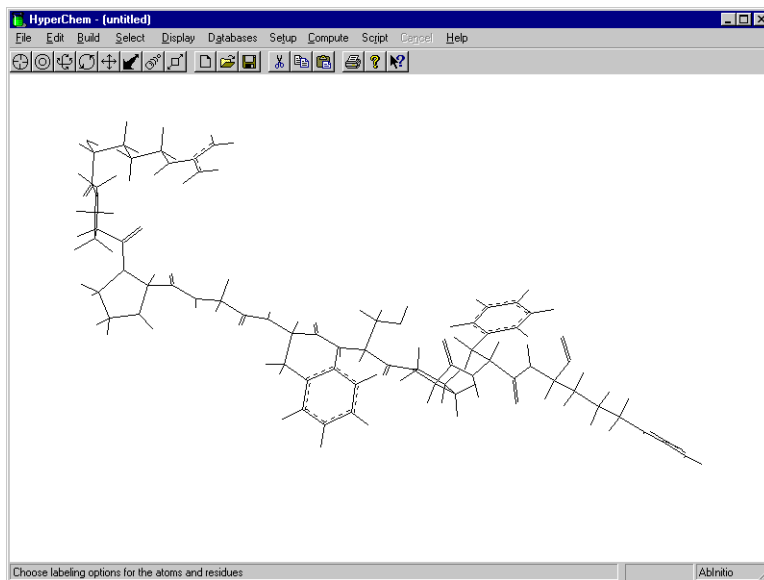 HyperChem - (untitled)
File Edit Build Select Display Databases Setup Compute Script Cancel Help
Choose labeling options for the atoms and residues
AbInitio